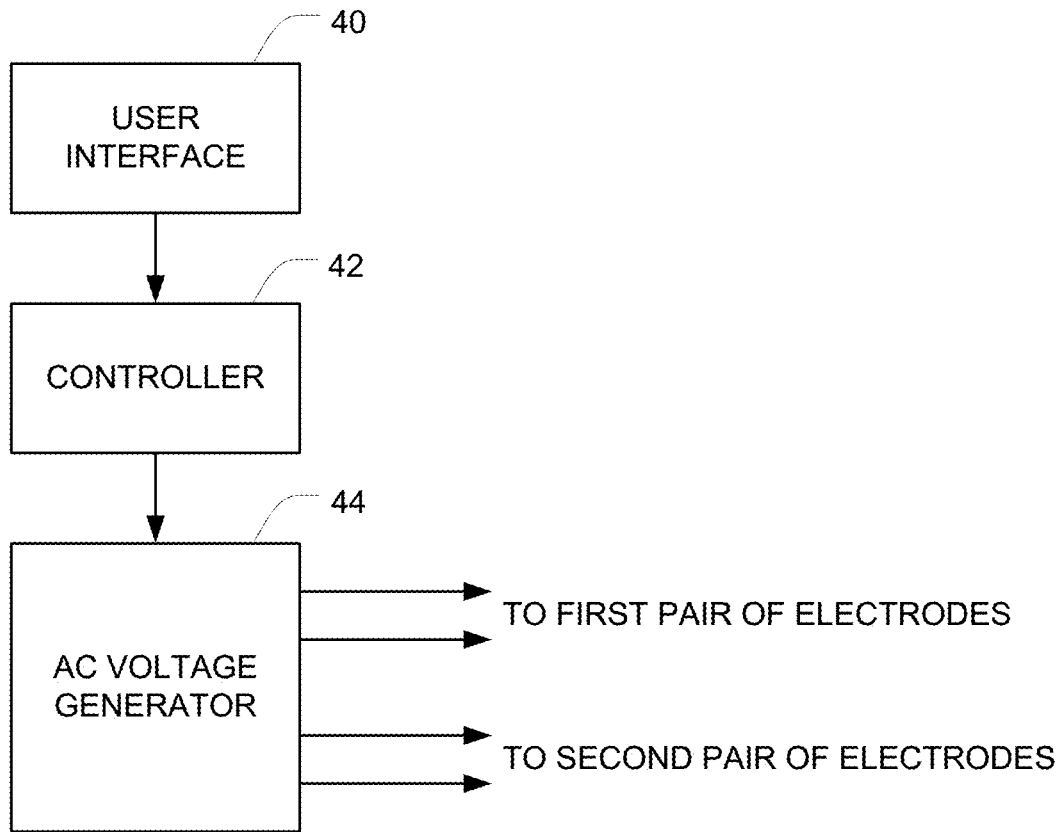 40
USER
INTERFACE
42
CONTROLLER
44
AC VOLTAGE
GENERATOR
TO FIRST PAIR OF ELECTRODES
TO SECOND PAIR OF ELECTRODES